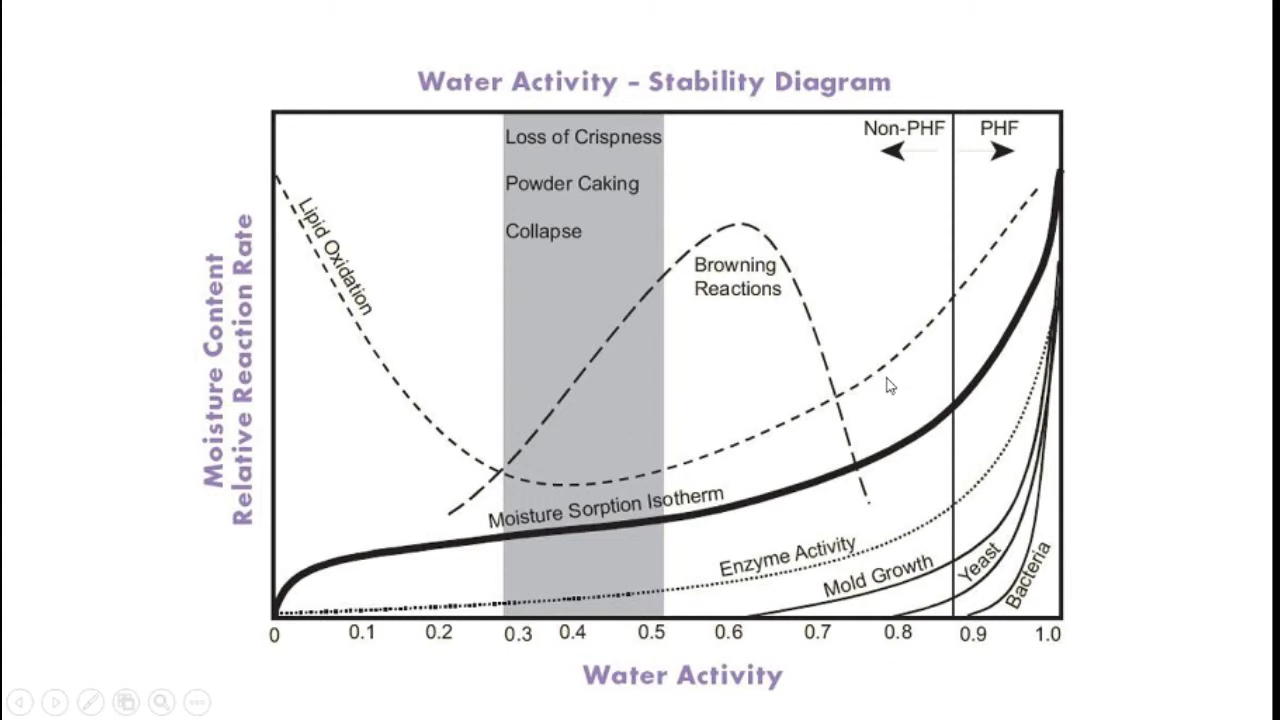 Water Activity – Stability Diagram
Non-PHF
PHF
Loss of Crispness
Powder Caking
Collapse
Lipid Oxidation
Browning
Reactions
Moisture Content
Relative Reaction Rate
Moisture Sorption Isotherm
Enzyme Activity
Mold Growth
Yeast
Bacteria
0 0.1 0.2 0.3 0.4 0.5 0.6 0.7 0.8 0.9 1.0
Water Activity